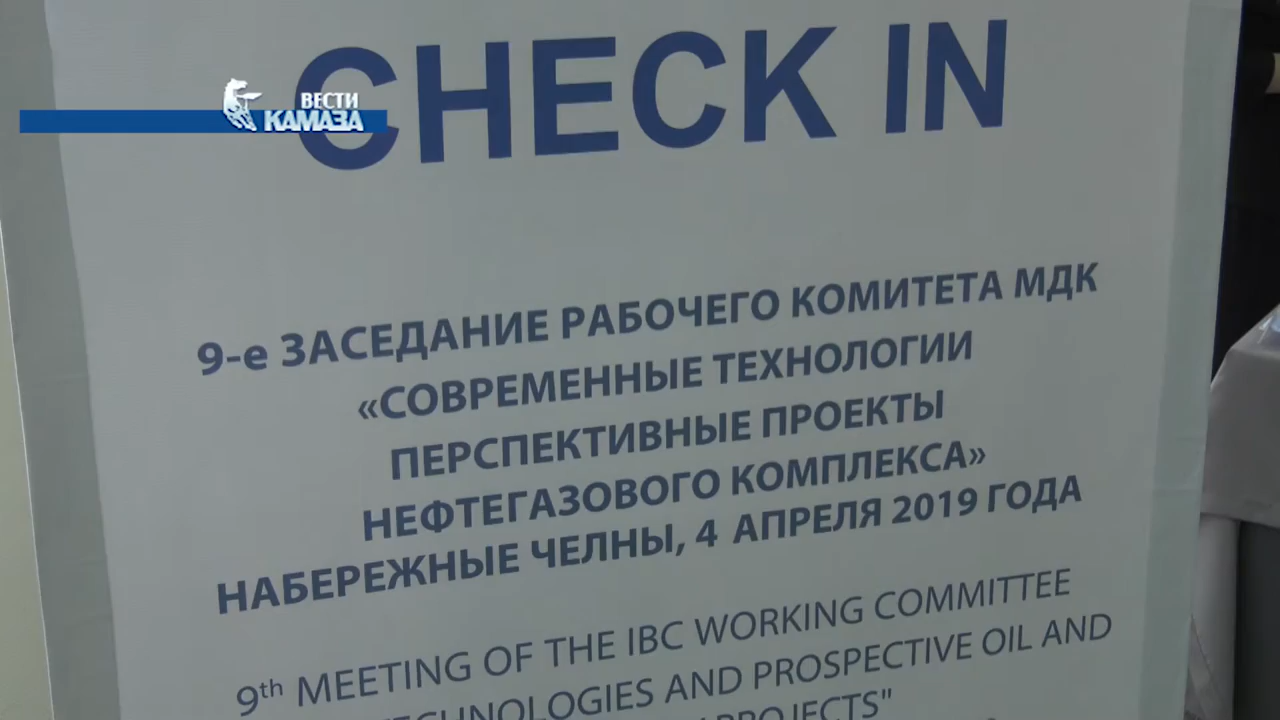 CHECK IN
ВЕСТИ
КАМАЗА
9-е ЗАСЕДАНИЕ РАБОЧЕГО КОМИТЕТА МДК
«СОВРЕМЕННЫЕ ТЕХНОЛОГИИ
ПЕРСПЕКТИВНЫЕ ПРОЕКТЫ
НЕФТЕГАЗОВОГО КОМПЛЕКСА»
НАБЕРЕЖНЫЕ ЧЕЛНЫ, 4 АПРЕЛЯ 2019 ГОДА
9th MEETING OF THE IBC WORKING COMMITTEE
AND PROSPECTIVE OIL AND
PROJECTS"